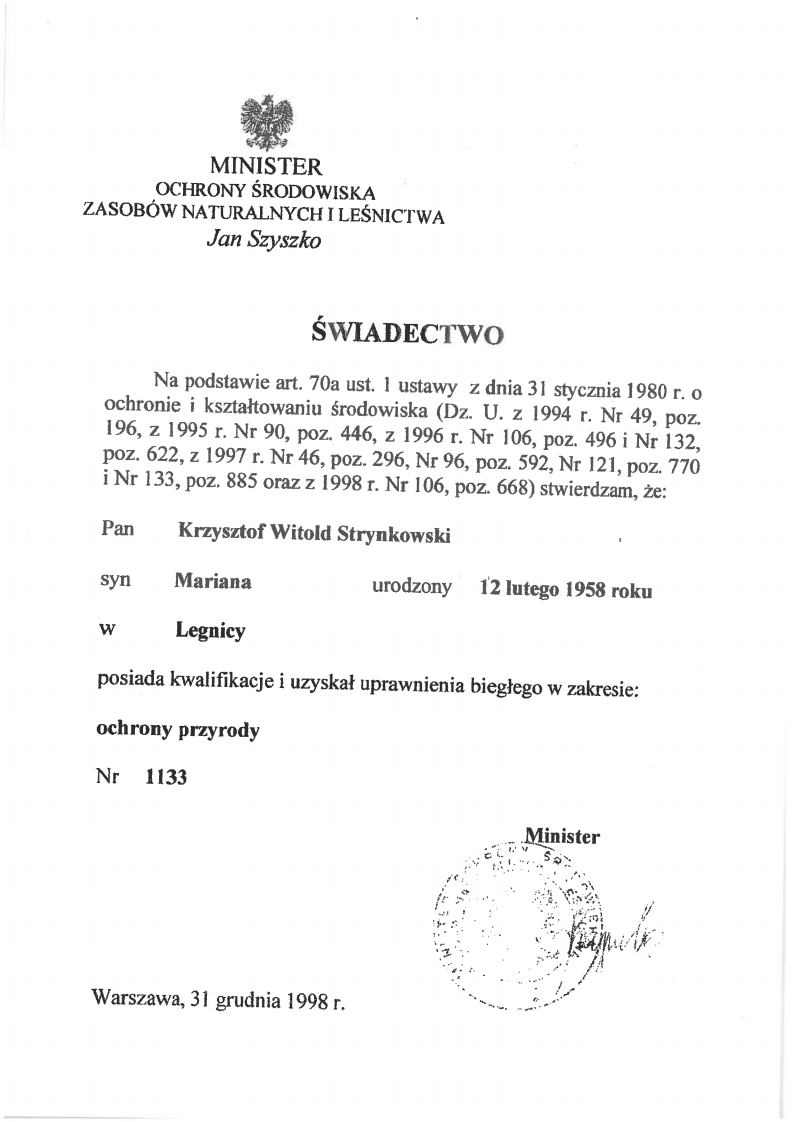 MINISTER
OCHRONY ŚRODOWISKA
ZASOBÓW NATURALNYCH I LEŚNICTWA
Jan Szyszko
ŚWIADECTWO
Na podstawie art. 70a ust. 1 ustawy z dnia 31 stycznia 1980 r. o
ochronie i kształtowaniu środowiska (Dz. U. z 1994 r. Nr 49, poz.
196, z 1995 r. Nr 90, poz. 446, z 1996 r. Nr 106, poz. 496 i Nr 132,
poz. 622, z 1997 r. Nr 46, poz. 296, Nr 96, poz. 592, Nr 121, poz. 770
i Nr 133, poz. 885 oraz z 1998 r. Nr 106, poz. 668) stwierdzam, że:
Pan Krzysztof Witold Strynkowski
syn Mariana urodzony 12 lutego 1958 roku
w Legnicy
posiada kwalifikacje i uzyskał uprawnienia biegłego w zakresie:
ochrony przyrody
Nr 1133
Minister
Warszawa, 31 grudnia 1998 r.